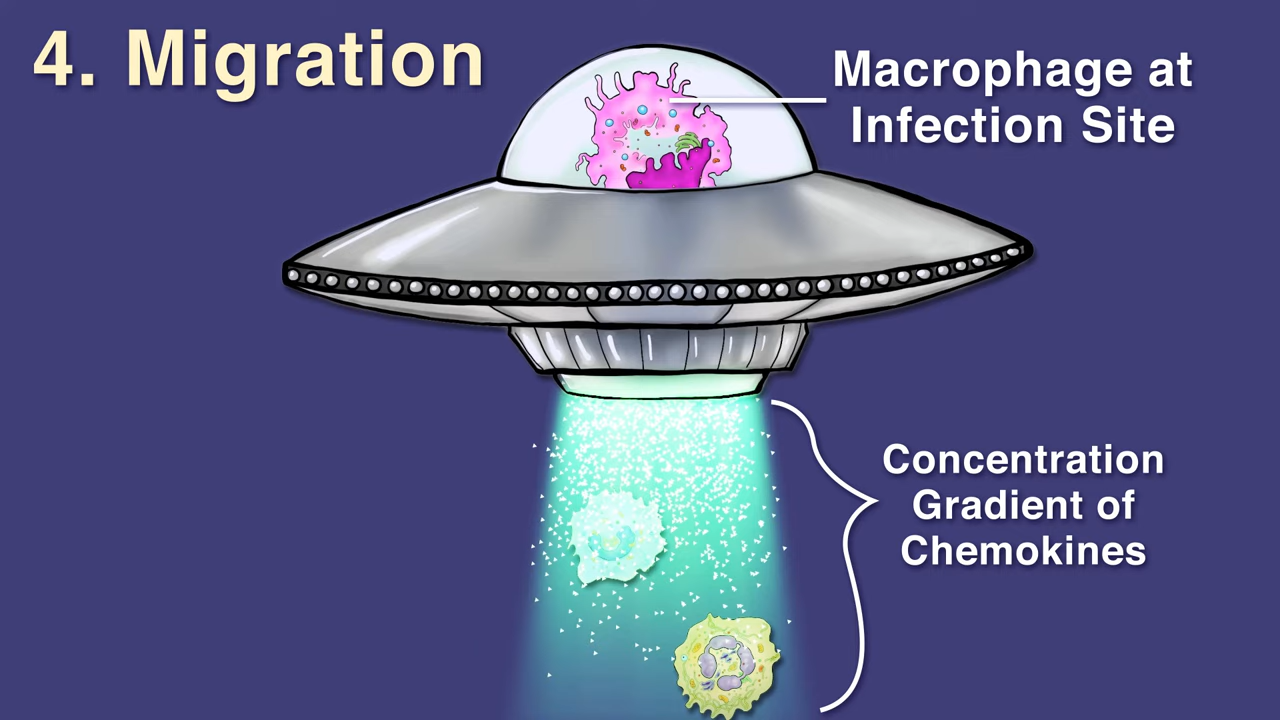 4. Migration
Macrophage at
Infection Site
Concentration
Gradient of
Chemokines